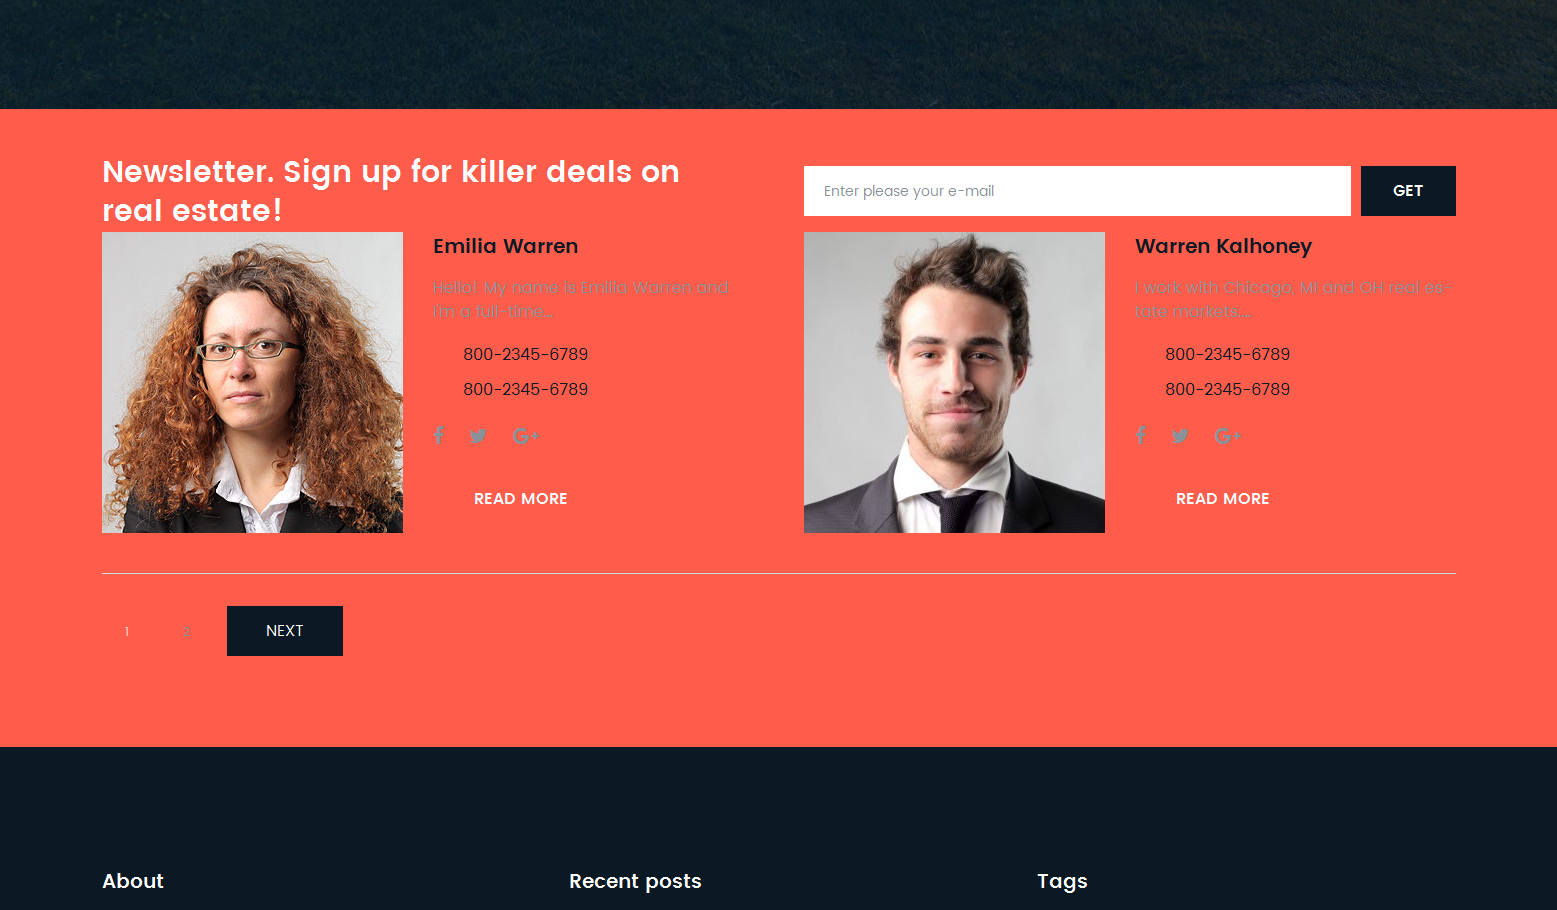 Newsletter. Sign up for killer deals on
real estate!
Enter please your e-mail
GET
Emilia Warren
Hello! My name is Emilia Warren and
I'm a full-time...
800-2345-6789
800-2345-6789
READ MORE
Warren Kalhoney
I work with Chicago, MI and OH real es-
tate markets...
800-2345-6789
800-2345-6789
READ MORE
1
2
NEXT
About
Recent posts
Tags